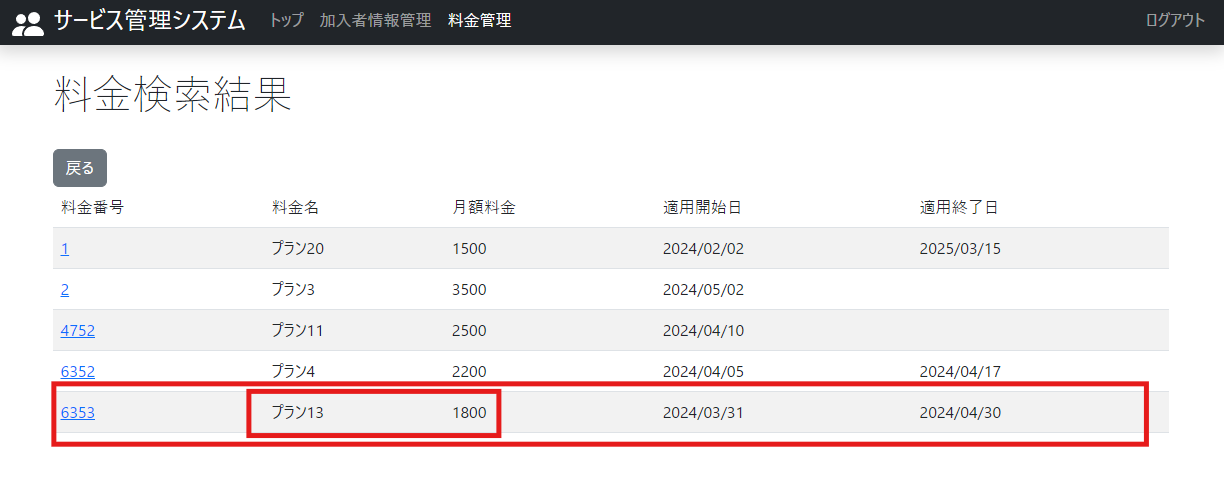 サービス管理システム トップ 加入者情報管理 料金管理 ログアウト
料金検索結果
戻る
料金番号 料金名 月額料金 適用開始日 適用終了日
1 プラン20 1500 2024/02/02 2025/03/15
2 プラン3 3500 2024/05/02
4752 プラン11 2500 2024/04/10
6352 プラン4 2200 2024/04/05 2024/04/17
6353 プラン13 1800 2024/03/31 2024/04/30